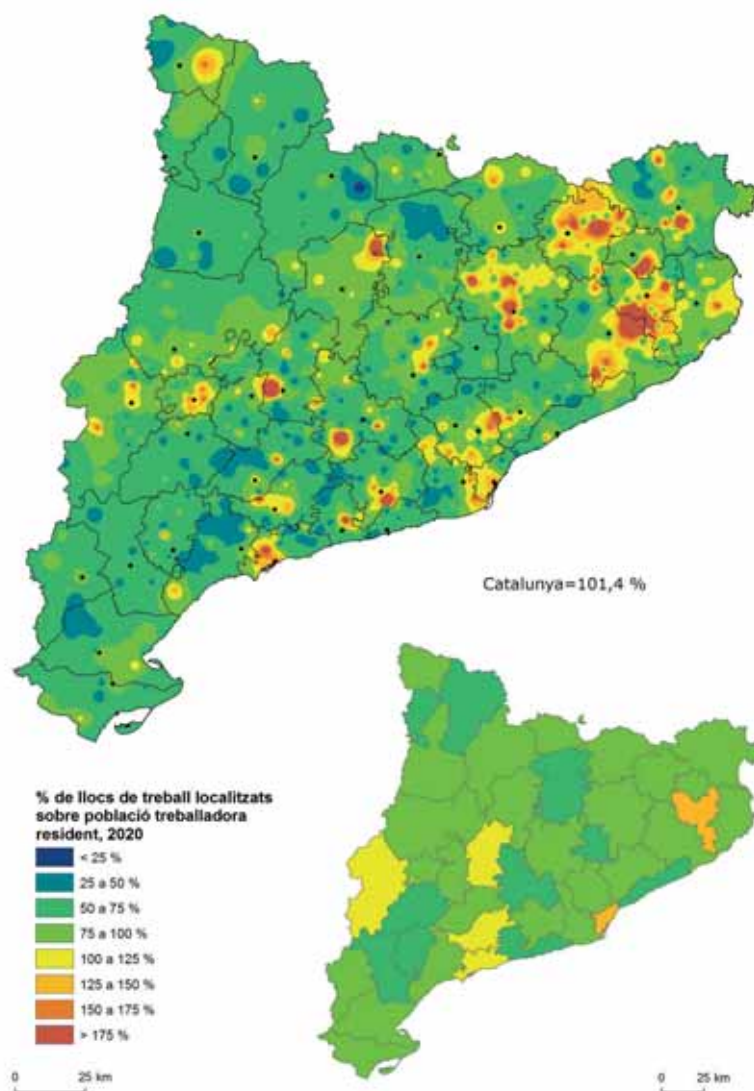 Catalunya=101,4 %
% de llocs de treball localitzats
sobre població treballadora
resident, 2020
< 25 %
25 a 50 %
50 a 75 %
75 a 100 %
100 a 125 %
125 a 150 %
150 a 175 %
> 175 %
0 25 km
0 25 km